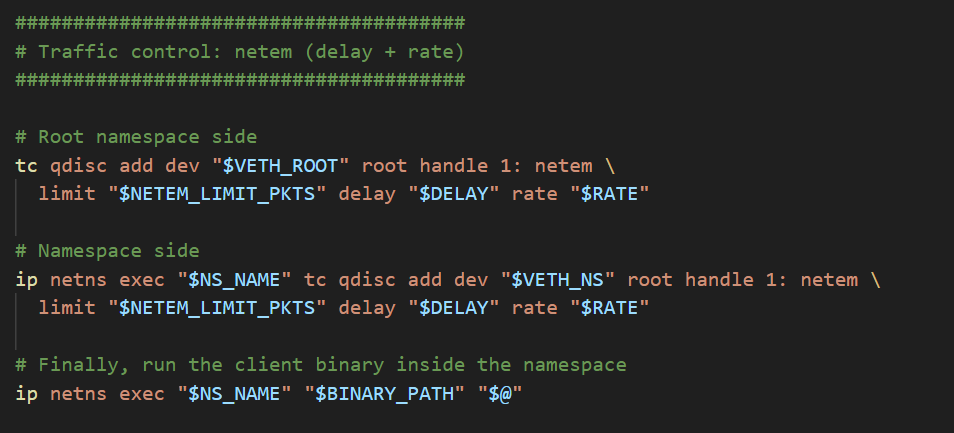 #######################################
# Traffic control: netem (delay + rate)
#######################################
# Root namespace side
tc qdisc add dev "$VETH_ROOT" root handle 1: netem \
limit "$NETEM_LIMIT_PKTS" delay "$DELAY" rate "$RATE"
# Namespace side
ip netns exec "$NS_NAME" tc qdisc add dev "$VETH_NS" root handle 1: netem \
limit "$NETEM_LIMIT_PKTS" delay "$DELAY" rate "$RATE"
# Finally, run the client binary inside the namespace
ip netns exec "$NS_NAME" "$BINARY_PATH" "$@"